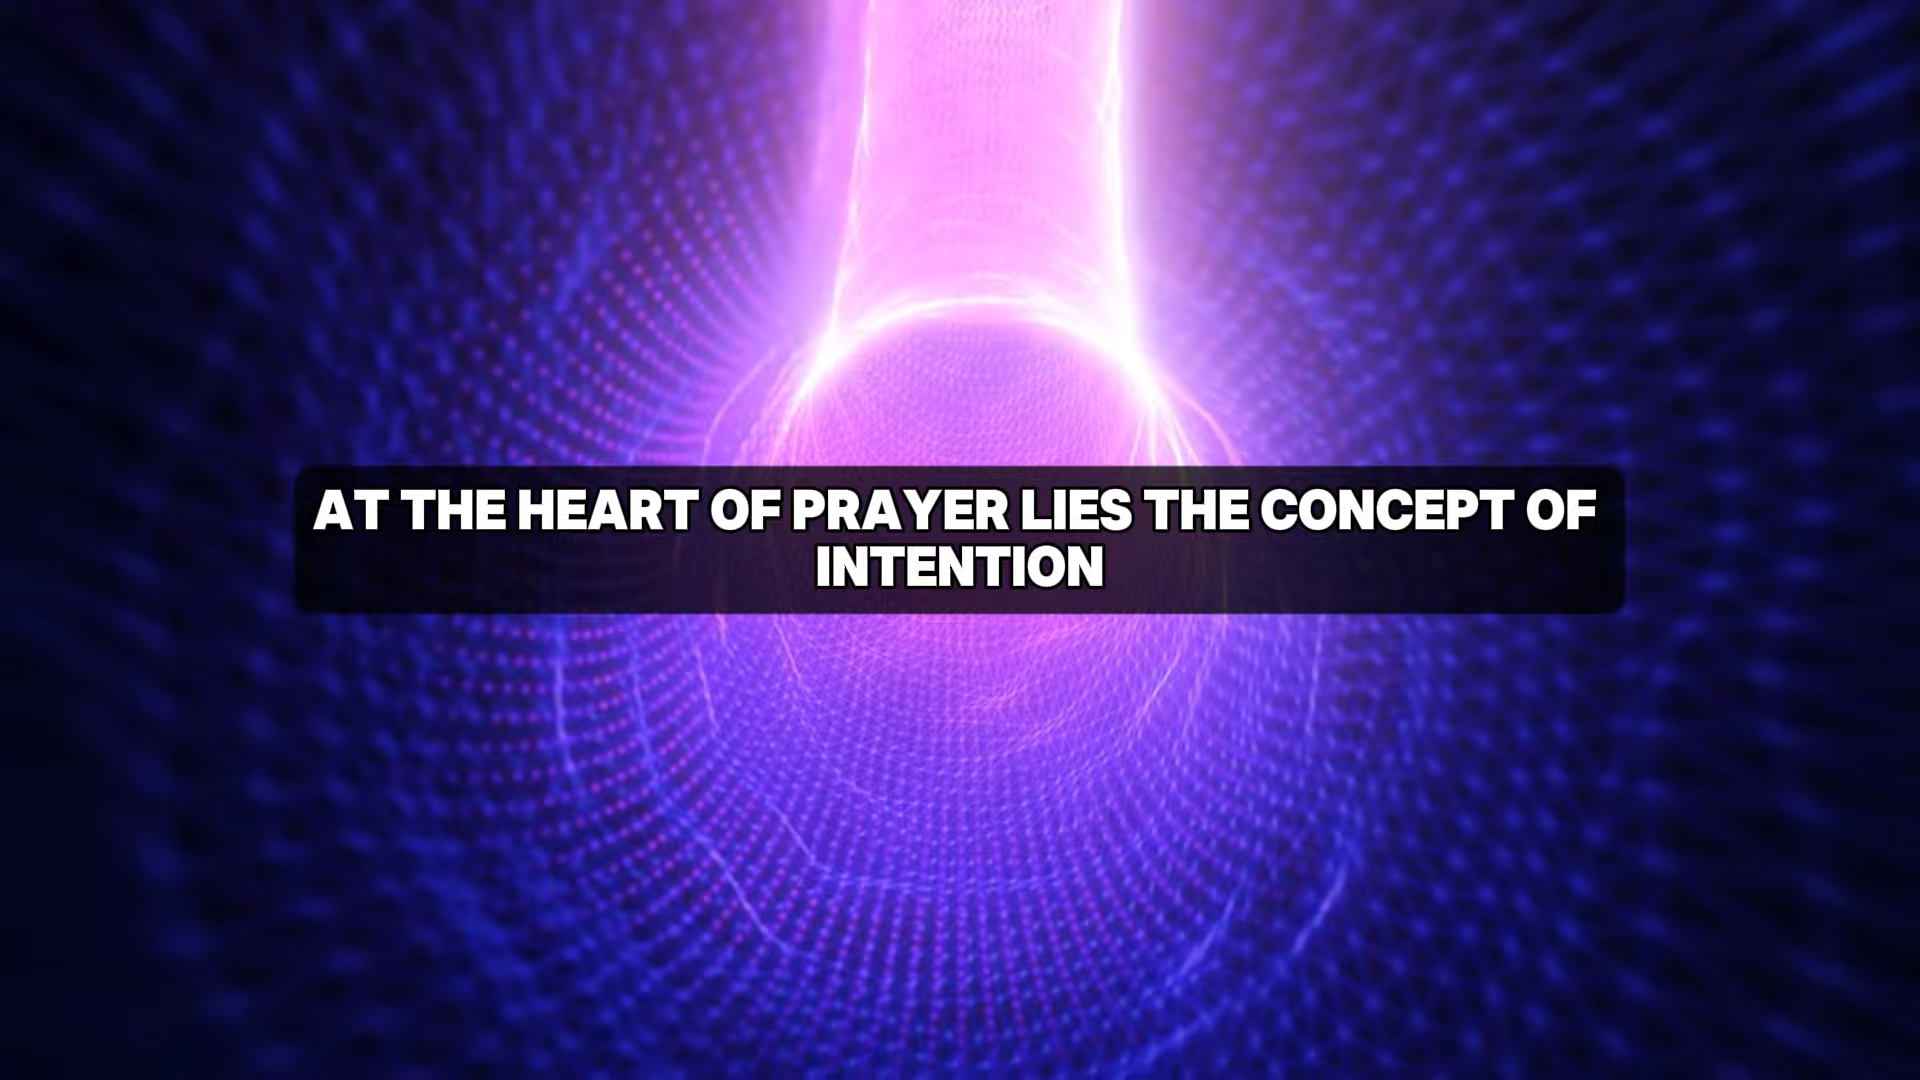 AT THE HEART OF PRAYER LIES THE CONCEPT OF
INTENTION